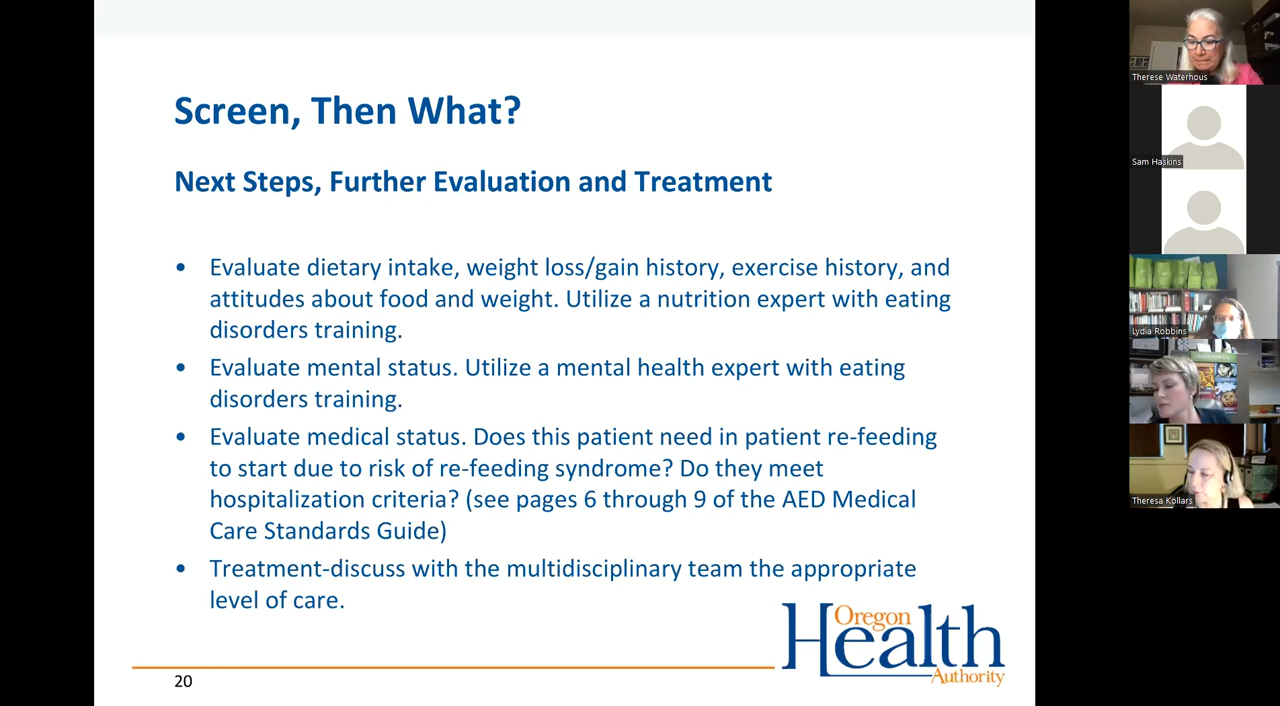 Screen, Then What?
Next Steps, Further Evaluation and Treatment
• Evaluate dietary intake, weight loss/gain history, exercise history, and
attitudes about food and weight. Utilize a nutrition expert with eating
disorders training.
• Evaluate mental status. Utilize a mental health expert with eating
disorders training.
• Evaluate medical status. Does this patient need in patient re-feeding
to start due to risk of re-feeding syndrome? Do they meet
hospitalization criteria? (see pages 6 through 9 of the AED Medical
Care Standards Guide)
• Treatment-discuss with the multidisciplinary team the appropriate
level of care.
Oregon
Health
Authority
20
Therese Waterhous
Sam Haskins
Lydia Robbins
Theresa Kollars